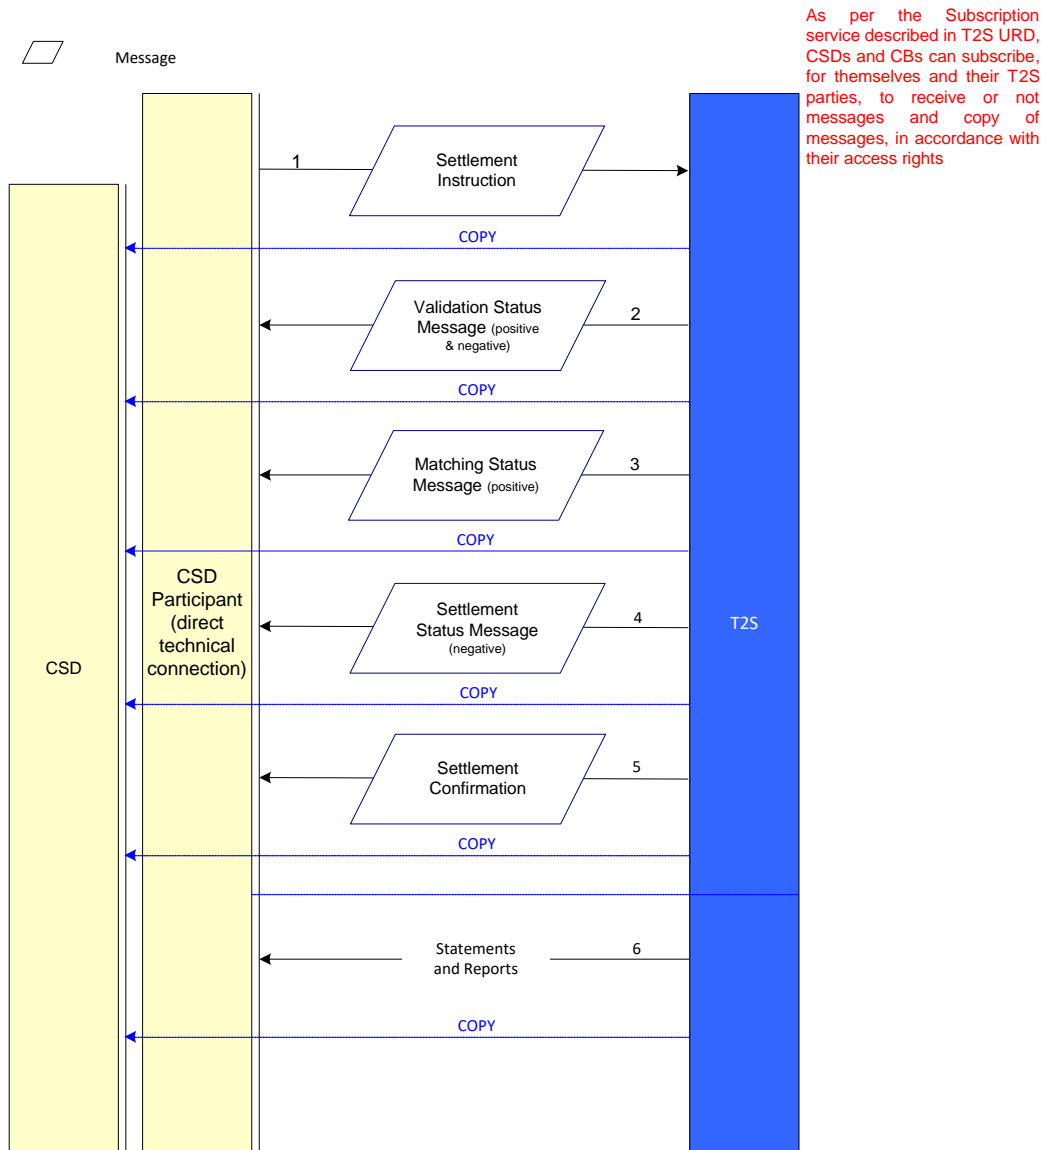 As per the Subscription
service described in T2S URD,
CSDs and CBs can subscribe,
for themselves and their T2S
parties, to receive or not
messages and copy of
messages, in accordance with
their access rights
Message
1
Settlement
Instruction
COPY
Validation Status
Message (positive
& negative)
2
COPY
Matching Status
Message (positive)
3
COPY
CSD
Participant
(direct
technical
connection)
CSD
Settlement
Status Message
(negative)
4
T2S
COPY
Settlement
Confirmation
5
COPY
Statements
and Reports
6
COPY